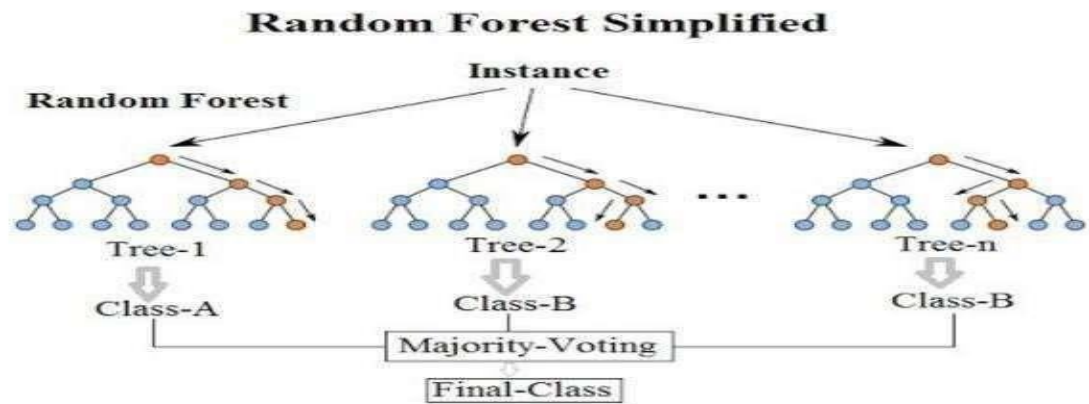 Random Forest Simplified
Instance
Random Forest
...
Tree-1
Tree-2
Tree-n
Class-A
Class-B
Class-B
Majority-Voting
Final-Class